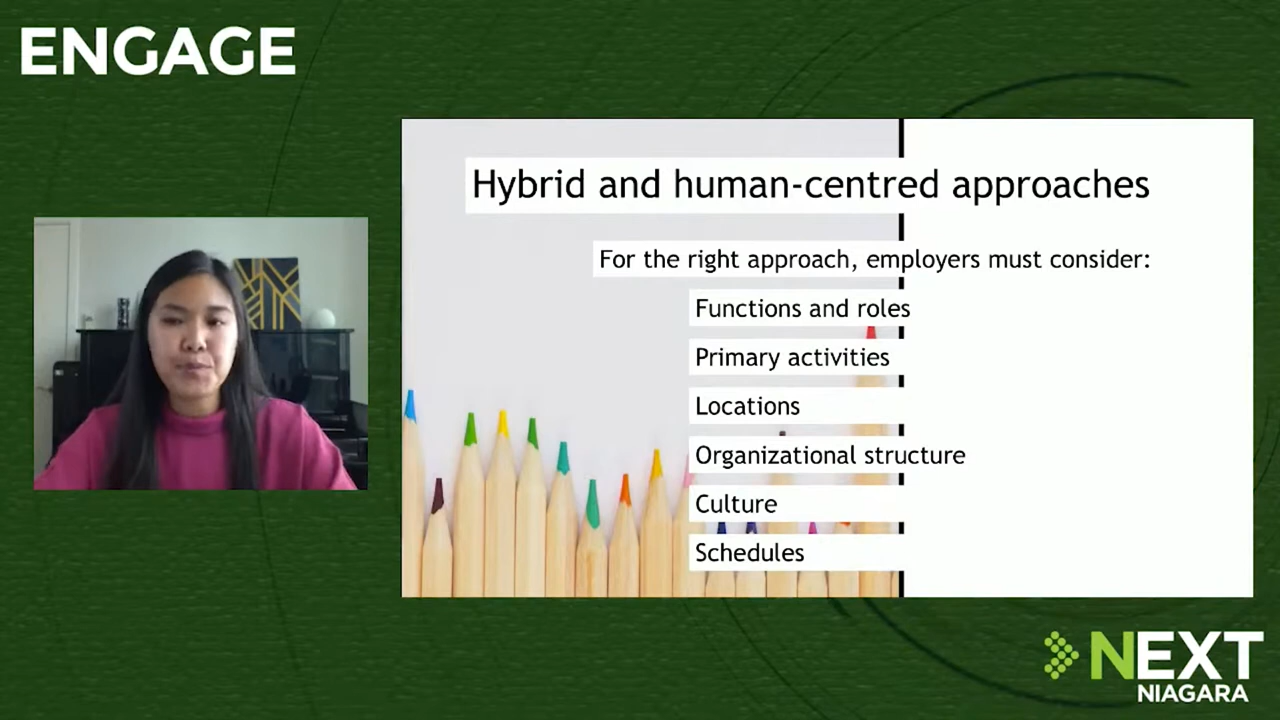 ENGAGE
Hybrid and human-centred approaches
For the right approach, employers must consider:
Functions and roles
Primary activities
Locations
Organizational structure
Culture
Schedules
NEXT
NIAGARA